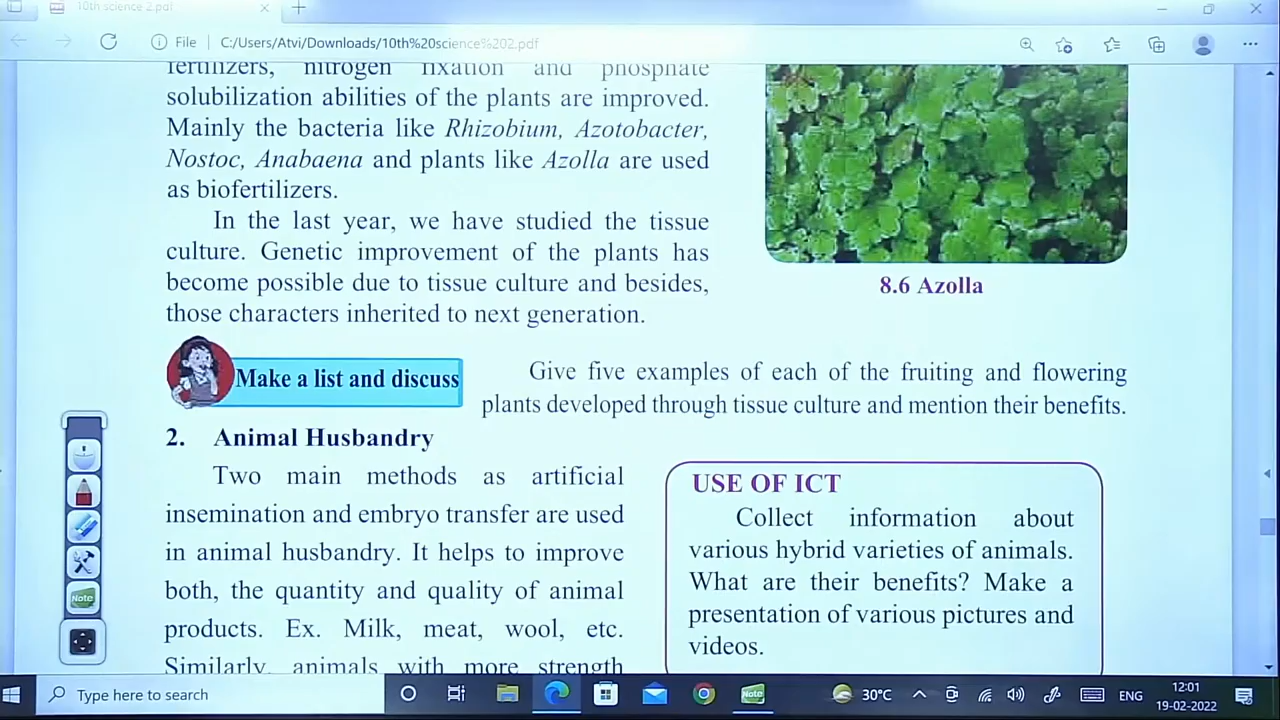 10th science 2.pdf
File
C:/Users/Atvi/Downloads/10th%20science%202.pdf
fertilizers, nitrogen fixation and phosphate
solubilization abilities of the plants are improved.
Mainly the bacteria like Rhizobium, Azotobacter,
Nostoc, Anabaena and plants like Azolla are used
as biofertilizers.
In the last year, we have studied the tissue
culture. Genetic improvement of the plants has
become possible due to tissue culture and besides,
those characters inherited to next generation.
8.6 Azolla
Make a list and discuss
Give five examples of each of the fruiting and flowering
plants developed through tissue culture and mention their benefits.
2. Animal Husbandry
Two main methods as artificial
insemination and embryo transfer are used
in animal husbandry. It helps to improve
both, the quantity and quality of animal
products. Ex. Milk, meat, wool, etc.
Similarly, animals with more strength
USE OF ICT
Collect information about
various hybrid varieties of animals.
What are their benefits? Make a
presentation of various pictures and
videos.
Note
Type here to search
Note
30°C
ENG
12:01
19-02-2022